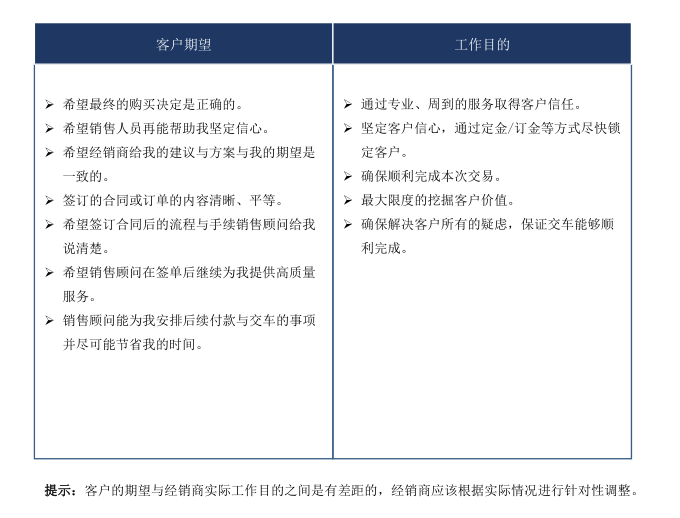 客户期望
工作目的
➢ 希望最终的购买决定是正确的。
➢ 希望销售人员再能帮助我坚定信心。
➢ 希望经销商给我的建议与方案与我的期望是
一致的。
➢ 签订的合同或订单的内容清晰、平等。
➢ 希望签订合同后的流程与手续销售顾问给我
说清楚。
➢ 希望销售顾问在签单后继续为我提供高质量
服务。
➢ 销售顾问能为我安排后续付款与交车的事项
并尽可能节省我的时间。
➢ 通过专业、周到的服务取得客户信任。
➢ 坚定客户信心，通过定金/订金等方式尽快锁
定客户。
➢ 确保顺利完成本次交易。
➢ 最大限度的挖掘客户价值。
➢ 确保解决客户所有的疑虑，保证交车能够顺
利完成。
提示：客户的期望与经销商实际工作目的之间是有差距的，经销商应该根据实际情况进行针对性调整。